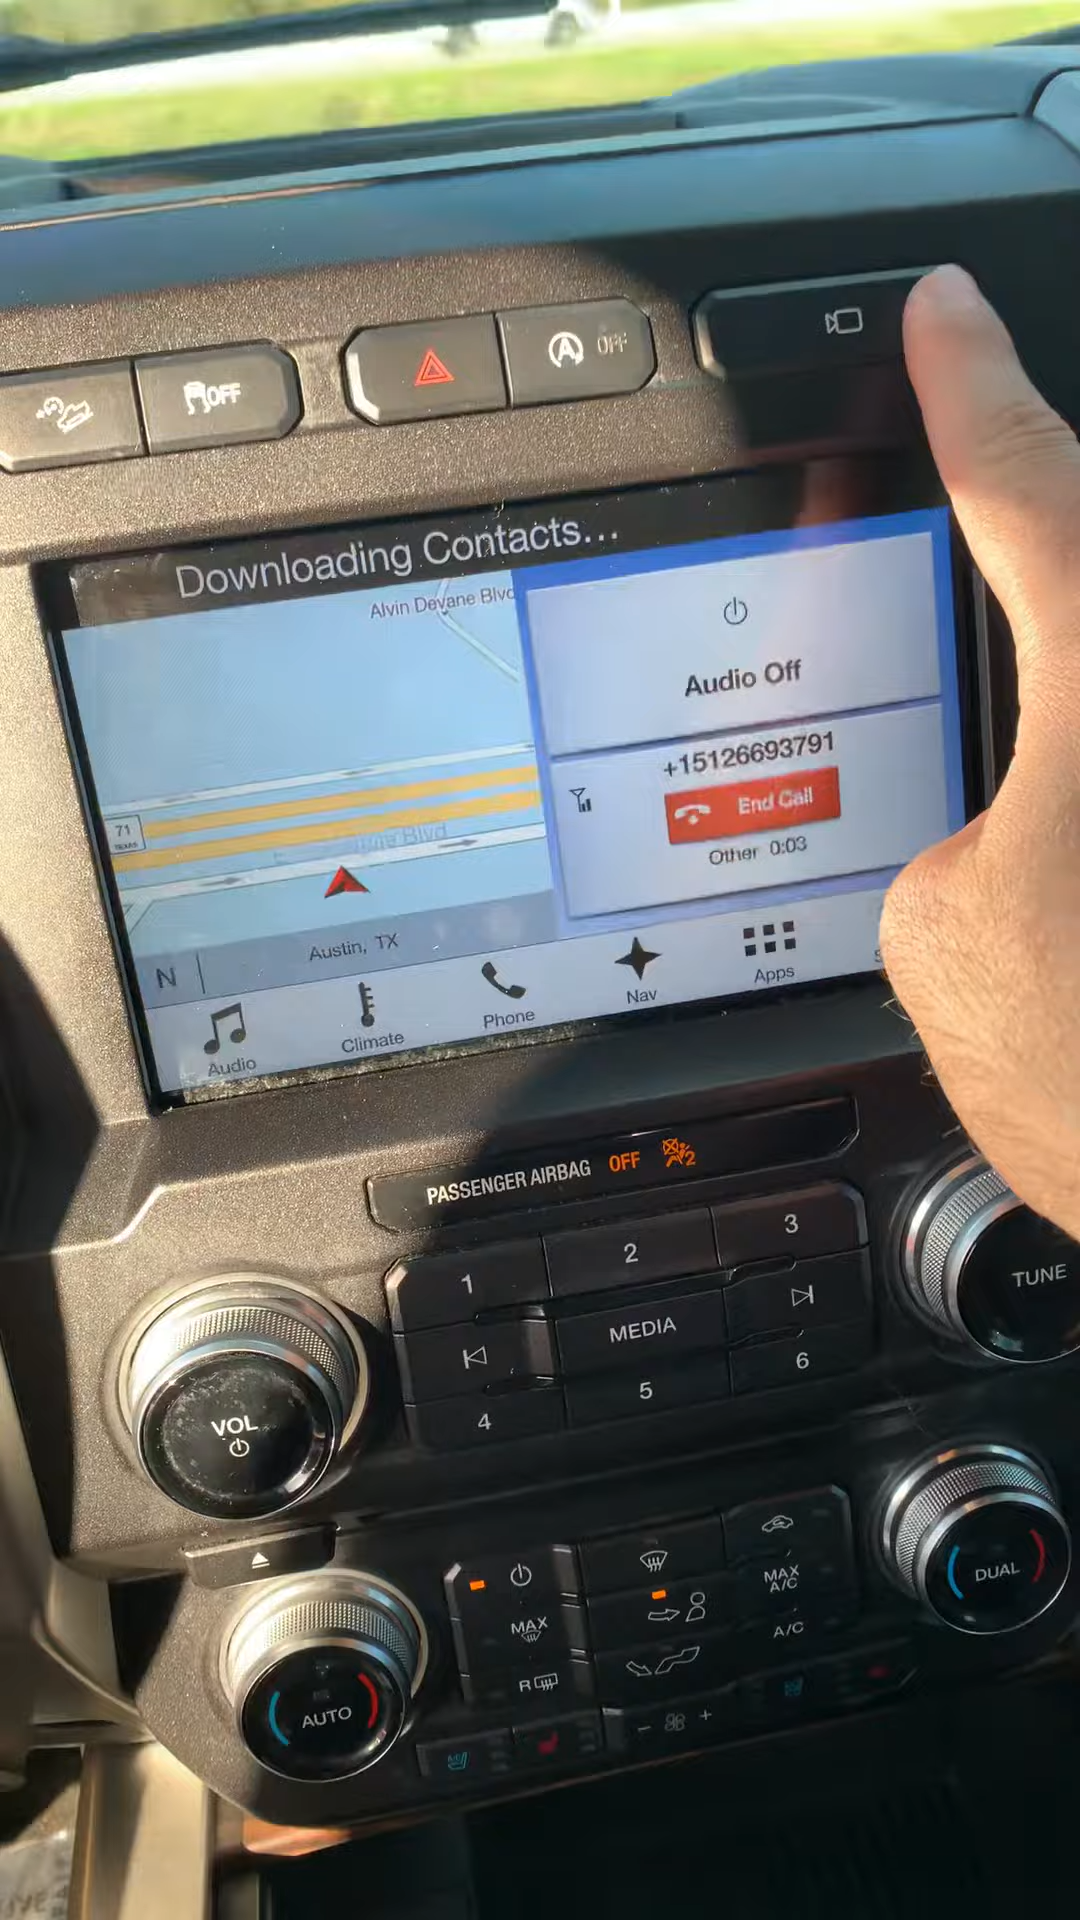 OFF
OFF
Downloading Contacts...
Alvin Devane Blvd
Audio Off
+15126693791
End Call
Other 0:03
71
TEXAS
Blvd
Austin, TX
N
Audio
Climate
Phone
Nav
Apps
PASSENGER AIRBAG OFF 2
1
2
3
MEDIA
4
5
6
VOL
TUNE
MAX
R
MAX
A/C
A/C
AUTO
DUAL
- +